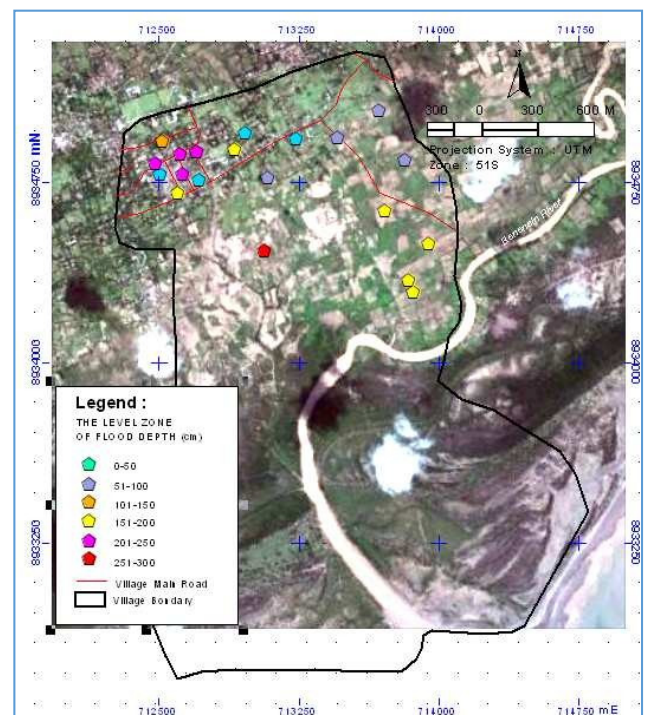 712500 713250 714000 714750
N
300 0 300 600 M
Projection System : UTM
Zone : 51S
mN
8934750 8934750
Benenain River
8934000 8934000
Legend :
THE LEVEL ZONE
OF FLOOD DEPTH (cm)
0-50
51-100
101-150
151-200
201-250
251-300
Village Main Road
Village Boundary
8933250 8933250
712500 713250 714000 714750 mE